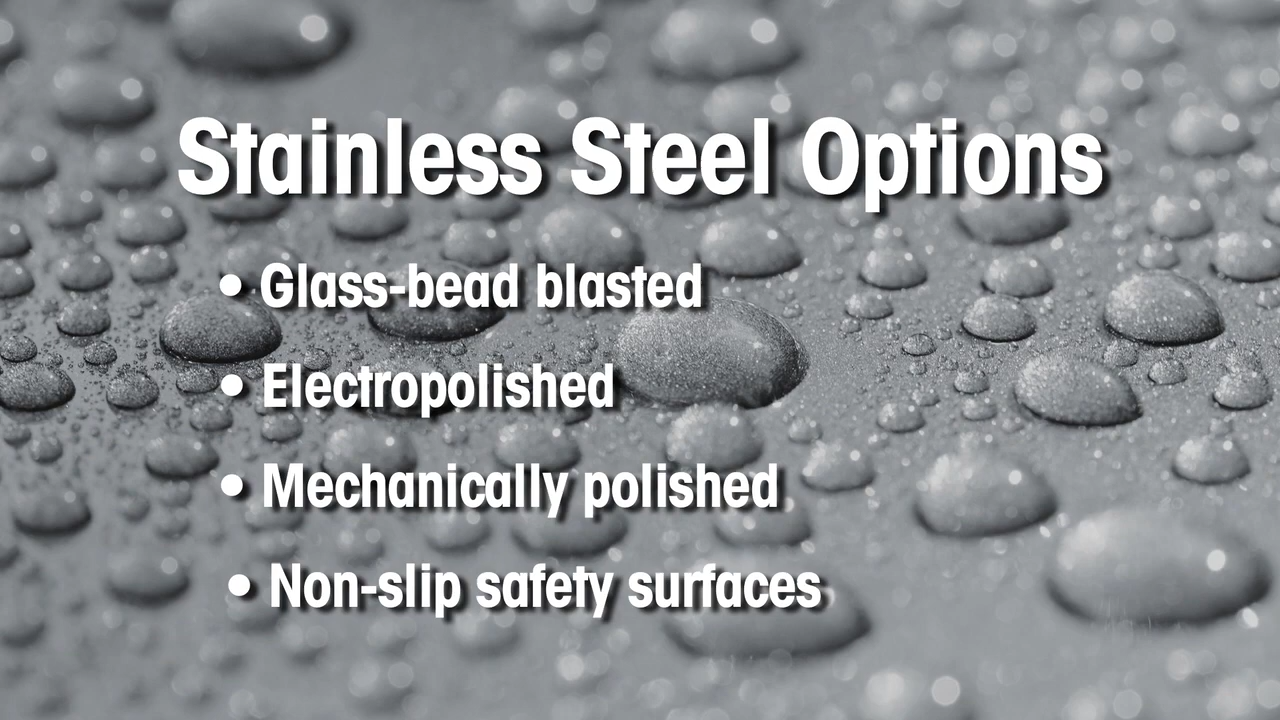 Stainless Steel Options
• Glass-bead blasted
• Electropolished
• Mechanically polished
• Non-slip safety surfaces